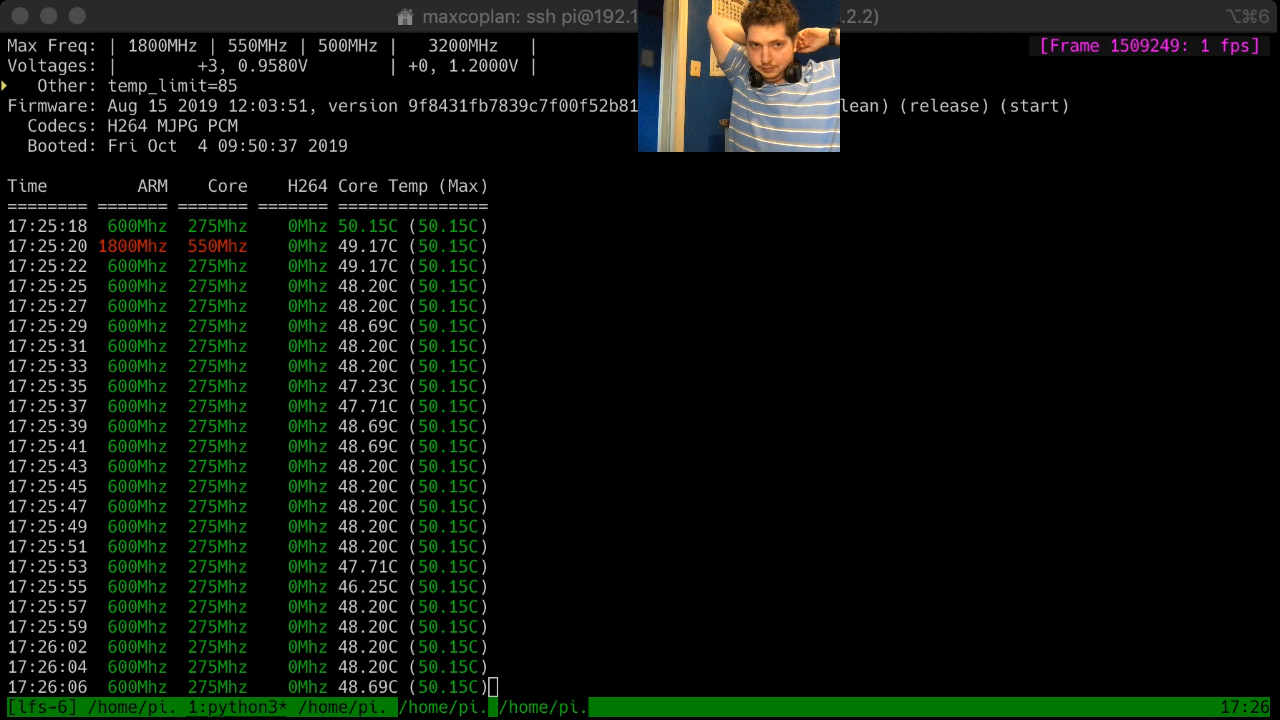 maxcoplan: ssh pi@192.1 .2.2) ⌥⌘6
Max Freq: | 1800MHz | 550MHz | 500MHz | 3200MHz |
[Frame 1509249: 1 fps]
Voltages: | +3, 0.9580V | +0, 1.2000V |
Other: temp_limit=85
Firmware: Aug 15 2019 12:03:51, version 9f8431fb7839c7f00f52b81 lean) (release) (start)
Codecs: H264 MJPG PCM
Booted: Fri Oct 4 09:50:37 2019
Time ARM Core H264 Core Temp (Max)
======== ======= ======= ======= ===============
17:25:18 600Mhz 275Mhz 0Mhz 50.15C (50.15C)
17:25:20 1800Mhz 550Mhz 0Mhz 49.17C (50.15C)
17:25:22 600Mhz 275Mhz 0Mhz 49.17C (50.15C)
17:25:25 600Mhz 275Mhz 0Mhz 48.20C (50.15C)
17:25:27 600Mhz 275Mhz 0Mhz 48.20C (50.15C)
17:25:29 600Mhz 275Mhz 0Mhz 48.69C (50.15C)
17:25:31 600Mhz 275Mhz 0Mhz 48.20C (50.15C)
17:25:33 600Mhz 275Mhz 0Mhz 48.20C (50.15C)
17:25:35 600Mhz 275Mhz 0Mhz 47.23C (50.15C)
17:25:37 600Mhz 275Mhz 0Mhz 47.71C (50.15C)
17:25:39 600Mhz 275Mhz 0Mhz 48.69C (50.15C)
17:25:41 600Mhz 275Mhz 0Mhz 48.69C (50.15C)
17:25:43 600Mhz 275Mhz 0Mhz 48.20C (50.15C)
17:25:45 600Mhz 275Mhz 0Mhz 48.20C (50.15C)
17:25:47 600Mhz 275Mhz 0Mhz 48.20C (50.15C)
17:25:49 600Mhz 275Mhz 0Mhz 48.20C (50.15C)
17:25:51 600Mhz 275Mhz 0Mhz 48.20C (50.15C)
17:25:53 600Mhz 275Mhz 0Mhz 47.71C (50.15C)
17:25:55 600Mhz 275Mhz 0Mhz 46.25C (50.15C)
17:25:57 600Mhz 275Mhz 0Mhz 48.20C (50.15C)
17:25:59 600Mhz 275Mhz 0Mhz 48.20C (50.15C)
17:26:02 600Mhz 275Mhz 0Mhz 48.20C (50.15C)
17:26:04 600Mhz 275Mhz 0Mhz 48.20C (50.15C)
17:26:06 600Mhz 275Mhz 0Mhz 48.69C (50.15C)
[lfs-6] /home/pi. 1:python3* /home/pi. /home/pi. /home/pi. 17:26